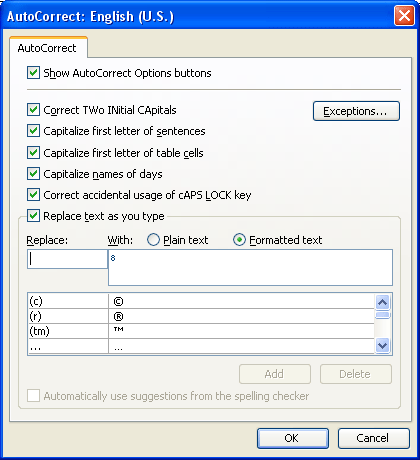 AutoCorrect: English (U.S.)
AutoCorrect
Show AutoCorrect Options buttons
Correct TWo INitial CApitals
Exceptions...
Capitalize first letter of sentences
Capitalize first letter of table cells
Capitalize names of days
Correct accidental usage of cAPS LOCK key
Replace text as you type
Replace: With: Plain text Formatted text
8
(c) ©
(r) ®
(tm) ™
... ...
Add Delete
Automatically use suggestions from the spelling checker
OK Cancel